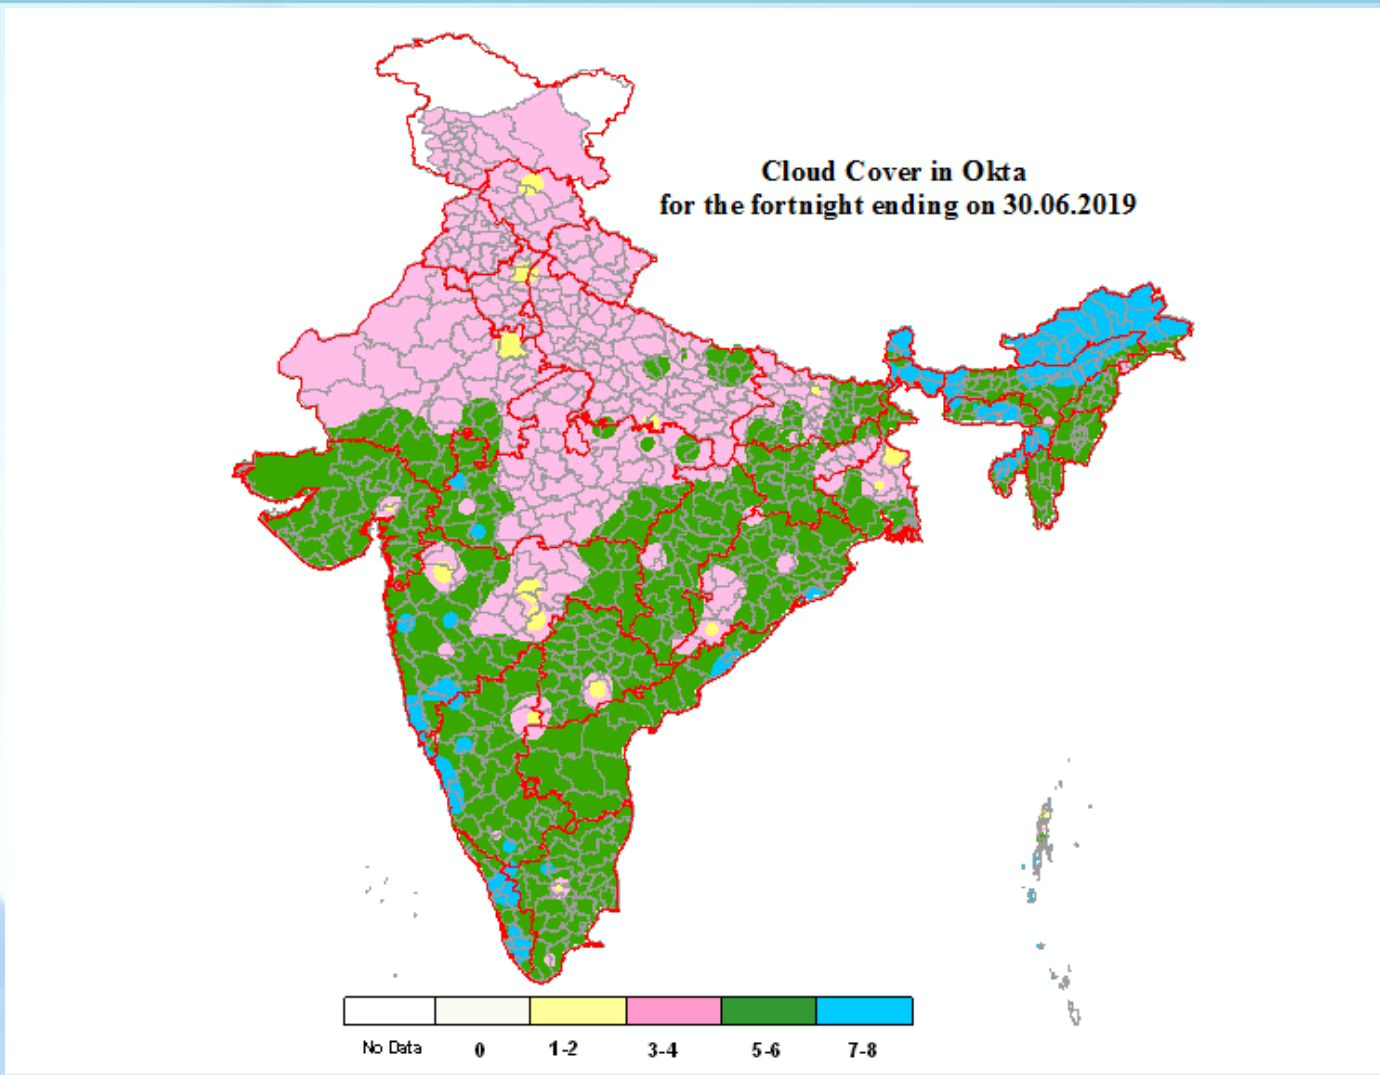 Cloud Cover in Okta
for the fortnight ending on 30.06.2019
No Data 0 1-2 3-4 5-6 7-8